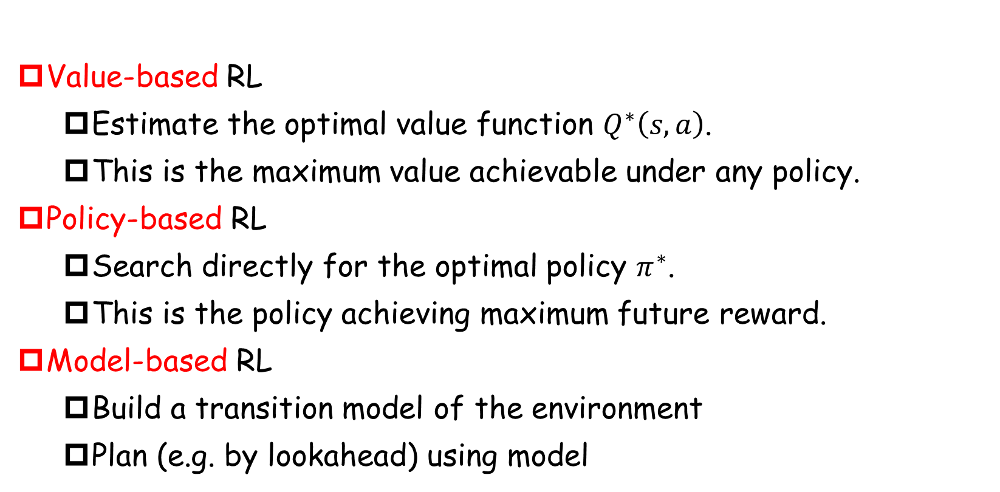 Value-based RL
Estimate the optimal value function Q*(s, a).
This is the maximum value achievable under any policy.
Policy-based RL
Search directly for the optimal policy π*.
This is the policy achieving maximum future reward.
Model-based RL
Build a transition model of the environment
Plan (e.g. by lookahead) using model